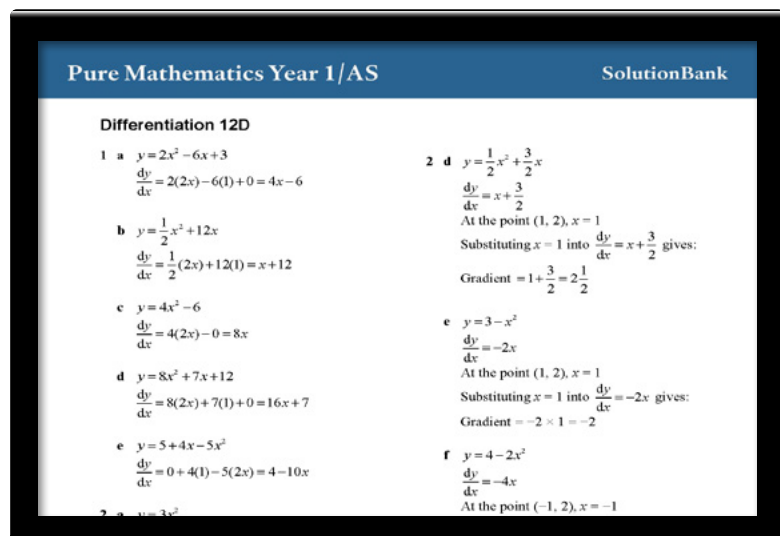 Pure Mathematics Year 1/AS
SolutionBank
Differentiation 12D
1 a y = 2x² – 6x + 3
dy/dx = 2(2x) – 6(1) + 0 = 4x – 6
b y = 1/2 x² + 12x
dy/dx = 1/2 (2x) + 12(1) = x + 12
c y = 4x² – 6
dy/dx = 4(2x) – 0 = 8x
d y = 8x² + 7x + 12
dy/dx = 8(2x) + 7(1) + 0 = 16x + 7
e y = 5 + 4x – 5x²
dy/dx = 0 + 4(1) – 5(2x) = 4 – 10x
2 a y = 3x²
2 d y = 1/2 x² + 3/2 x
dy/dx = x + 3/2
At the point (1, 2), x = 1
Substituting x = 1 into dy/dx = x + 3/2 gives:
Gradient = 1 + 3/2 = 2 1/2
e y = 3 – x²
dy/dx = –2x
At the point (1, 2), x = 1
Substituting x = 1 into dy/dx = –2x gives:
Gradient = –2 × 1 = –2
f y = 4 – 2x²
dy/dx = –4x
At the point (–1, 2), x = –1